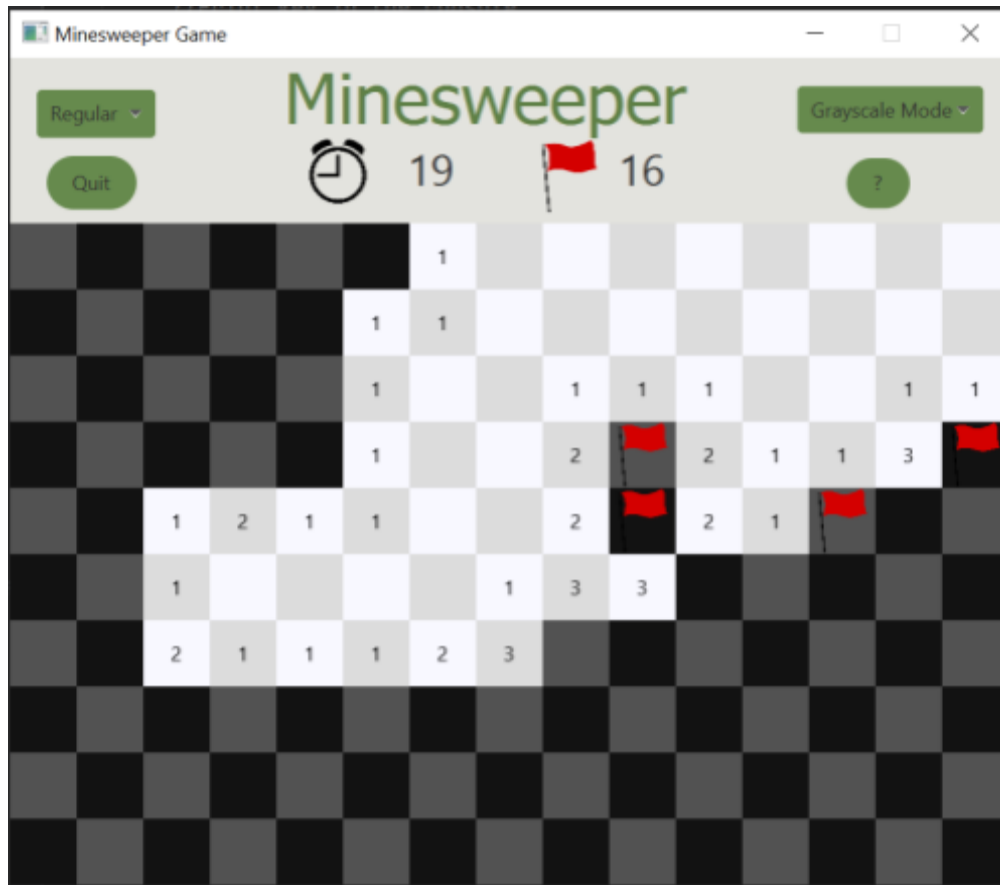 Minesweeper Game
Minesweeper
Regular
Grayscale Mode
Quit
19
16
?
1
1 1
1 1 1 1 1 1
1 2 2 1 1 3
1 2 1 1 2 2 1
1 1 3 3
2 1 1 1 2 3